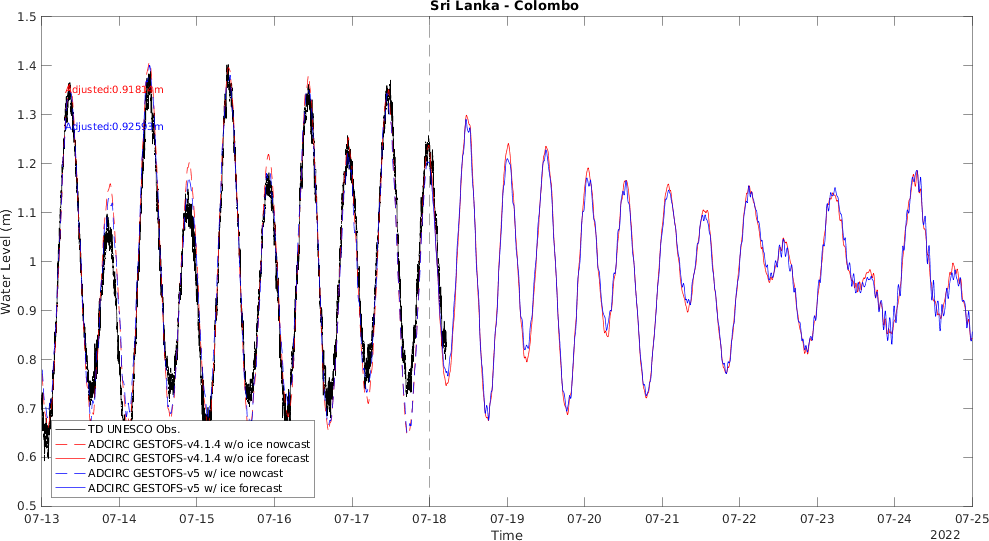 Sri Lanka - Colombo
1.5
1.4
1.3
1.2
1.1
1
0.9
0.8
0.7
0.6
0.5
Water Level (m)
Adjusted:0.92593m
TD UNESCO Obs.
ADCIRC GESTOFS-v4.1.4 w/o ice nowcast
ADCIRC GESTOFS-v4.1.4 w/o ice forecast
ADCIRC GESTOFS-v5 w/ ice nowcast
ADCIRC GESTOFS-v5 w/ ice forecast
07-13 07-14 07-15 07-16 07-17 07-18 07-19 07-20 07-21 07-22 07-23 07-24 07-25
Time
2022